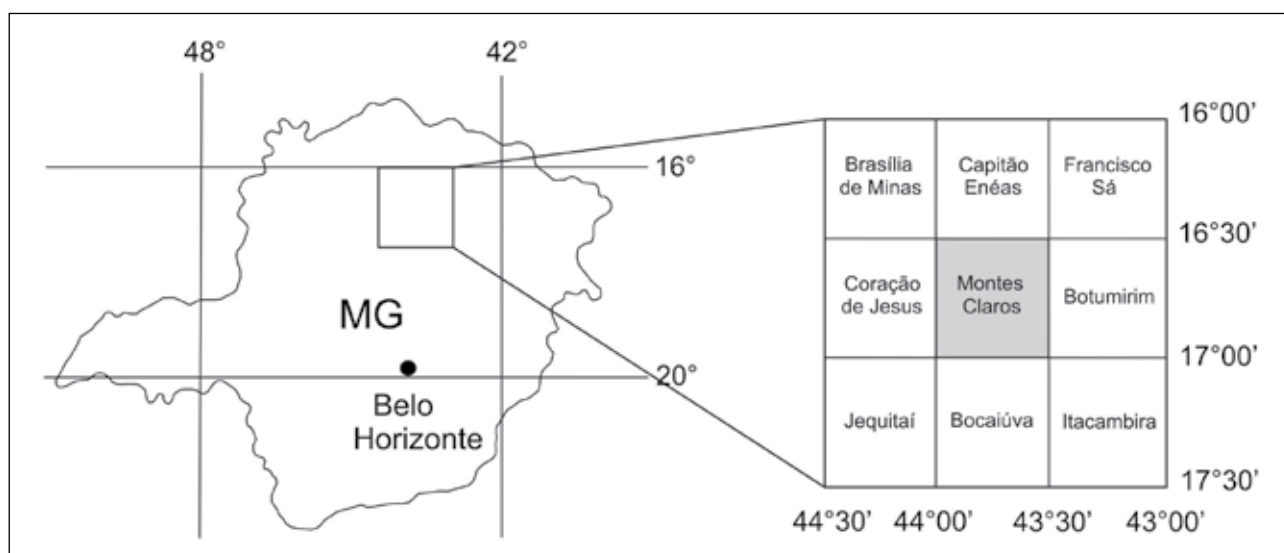 48°
42°
16°
MG
20°
Belo
Horizonte
16°00'
Brasília
de Minas
Capitão
Enéas
Francisco
Sá
16°30'
Coração
de Jesus
Montes
Claros
Botumirim
17°00'
Jequitaí
Bocaiúva
Itacambira
17°30'
44°30' 44°00' 43°30' 43°00'